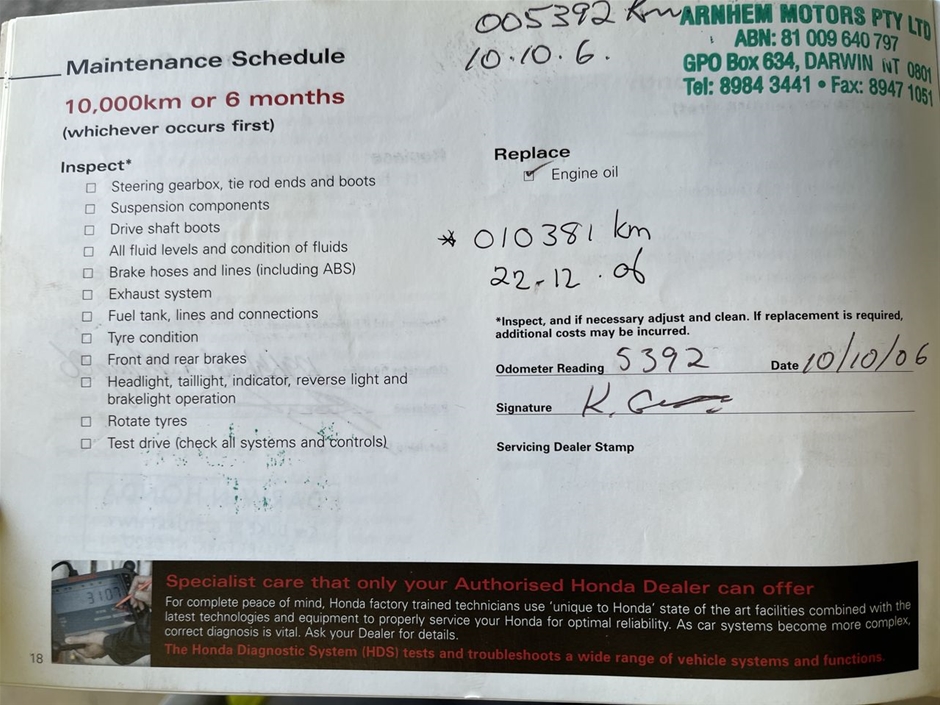 005392 Km
10.10.6.
ARNHEM MOTORS PTY LTD
ABN: 81 009 640 797
GPO Box 634, DARWIN NT 0801
Tel: 8984 3441 • Fax: 8947 1051
Maintenance Schedule
10,000km or 6 months
(whichever occurs first)
Inspect*
Steering gearbox, tie rod ends and boots
Suspension components
Drive shaft boots
All fluid levels and condition of fluids
Brake hoses and lines (including ABS)
Exhaust system
Fuel tank, lines and connections
Tyre condition
Front and rear brakes
Headlight, taillight, indicator, reverse light and
brakelight operation
Rotate tyres
Test drive (check all systems and controls)
Replace
Engine oil
* 010381 km
22-12.06
*Inspect, and if necessary adjust and clean. If replacement is required,
additional costs may be incurred.
Odometer Reading 5392 Date 10/10/06
Signature K.
Servicing Dealer Stamp
3107
Specialist care that only your Authorised Honda Dealer can offer
For complete peace of mind, Honda factory trained technicians use 'unique to Honda' state of the art facilities combined with the
latest technologies and equipment to properly service your Honda for optimal reliability. As car systems become more complex,
correct diagnosis is vital. Ask your Dealer for details.
The Honda Diagnostic System (HDS) tests and troubleshoots a wide range of vehicle systems and functions.
18